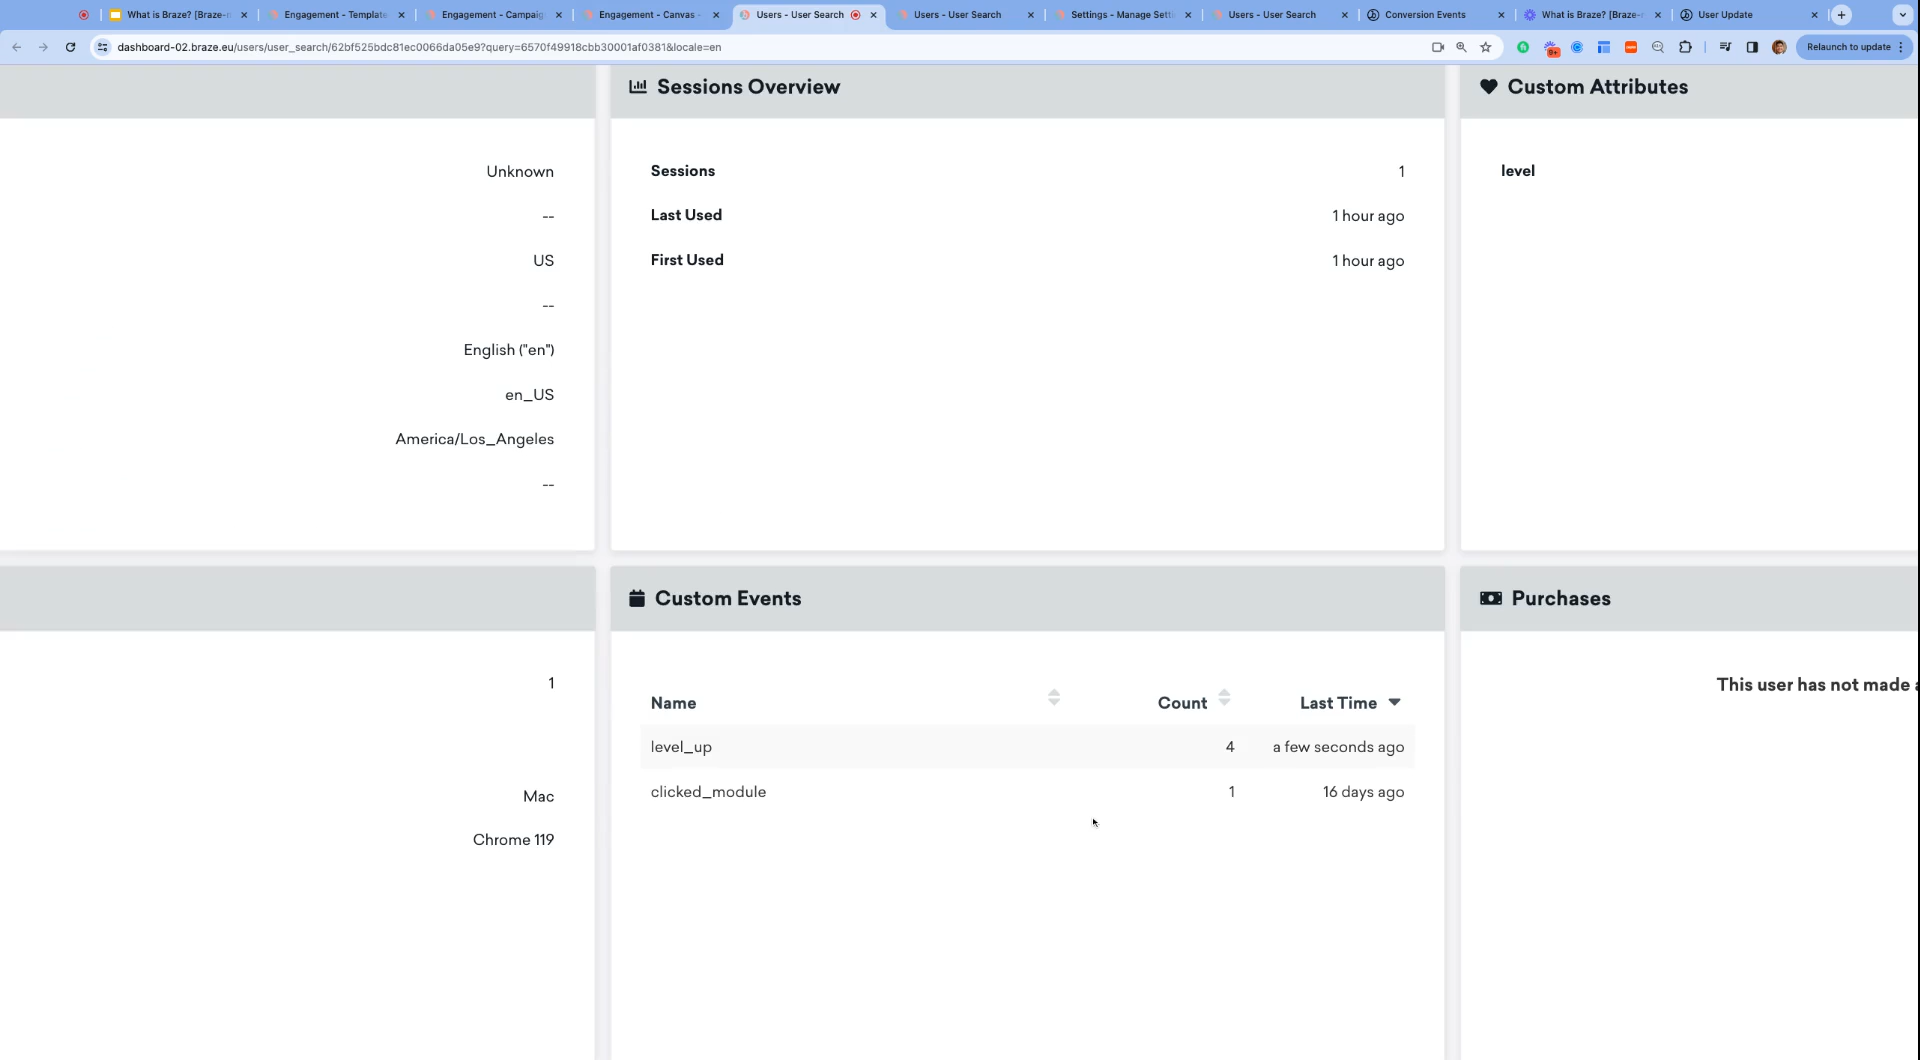 What is Braze? [Braze-r
Engagement - Template
Engagement - Campaig
Engagement - Canvas -
Users - User Search
Users - User Search
Settings - Manage Sett
Users - User Search
Conversion Events
What is Braze? [Braze-r
User Update
dashboard-02.braze.eu/users/user_search/62bf525bdc81ec0066da05e9?query=6570f49918cbb30001af0381&locale=en
9+
Relaunch to update
Sessions Overview
Custom Attributes
Unknown
--
US
--
English ("en")
en_US
America/Los_Angeles
--
Sessions 1
Last Used 1 hour ago
First Used 1 hour ago
level
Custom Events
Purchases
1
Mac
Chrome 119
Name Count Last Time
level_up 4 a few seconds ago
clicked_module 1 16 days ago
This user has not made a